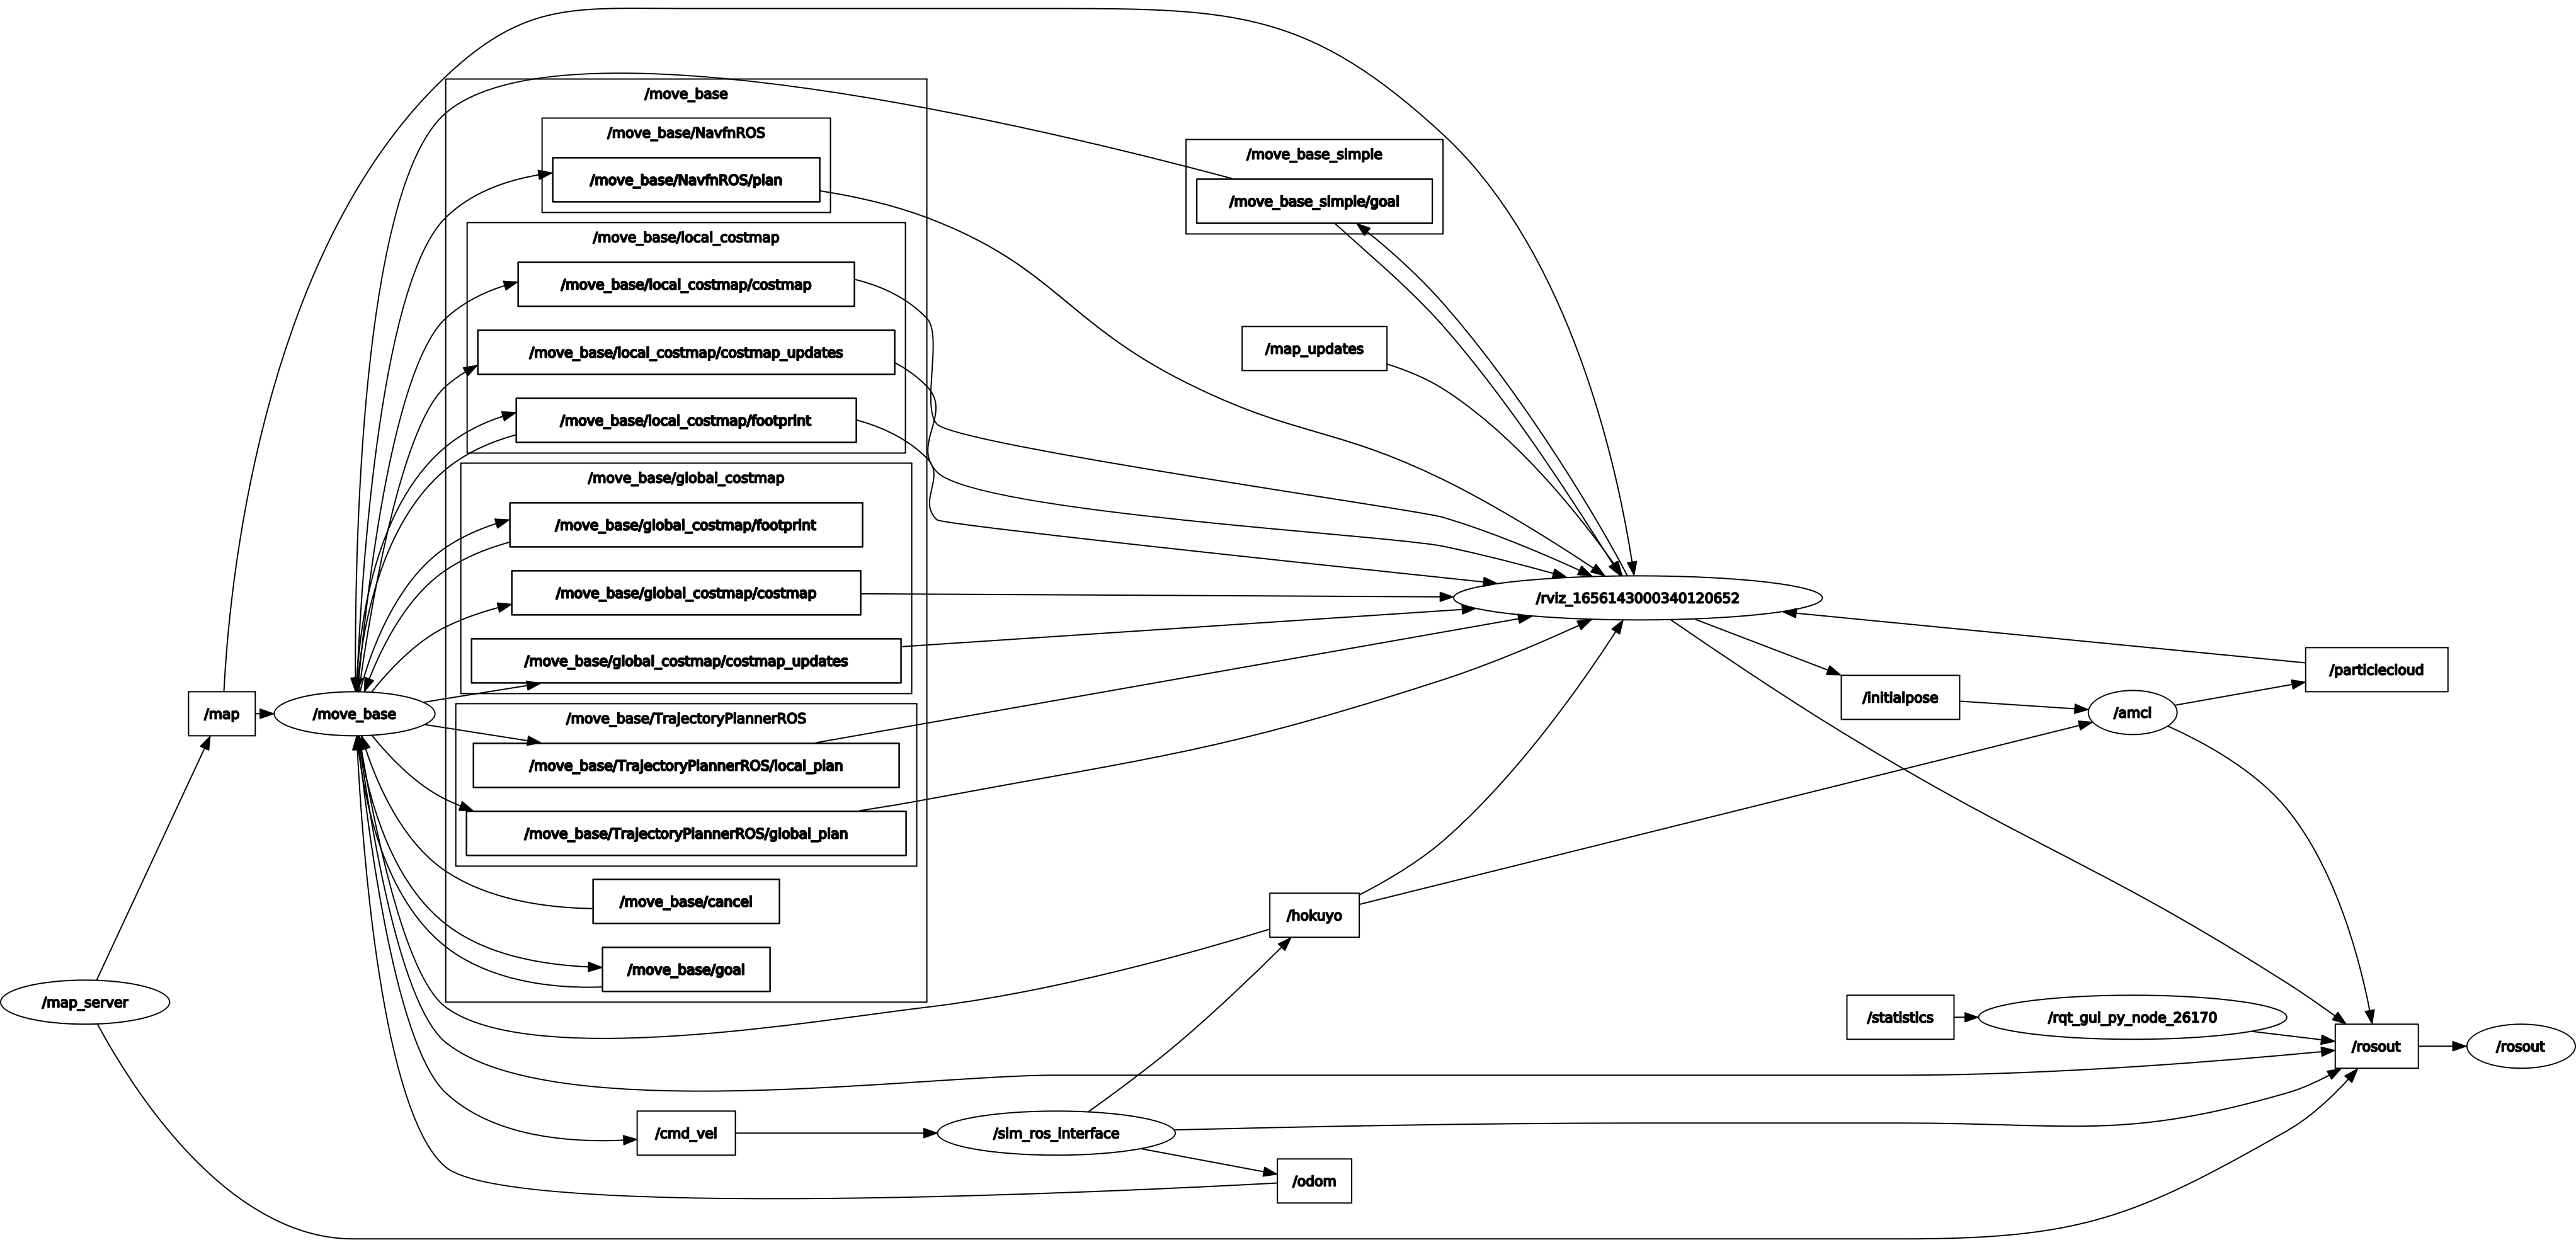 /move_base
/move_base/NavfnROS
/move_base/NavfnROS/plan
/move_base/local_costmap
/move_base/local_costmap/costmap
/move_base/local_costmap/costmap_updates
/move_base/local_costmap/footprint
/move_base/global_costmap
/move_base/global_costmap/footprint
/move_base/global_costmap/costmap
/move_base/global_costmap/costmap_updates
/move_base/TrajectoryPlannerROS
/move_base/TrajectoryPlannerROS/local_plan
/move_base/TrajectoryPlannerROS/global_plan
/move_base/cancel
/move_base/goal
/map
/move_base
/map_server
/move_base_simple
/move_base_simple/goal
/map_updates
/rviz_1656143000340120652
/particlecloud
/initialpose
/amcl
/hokuyo
/statistics
/rqt_gui_py_node_26170
/rosout
/rosout
/cmd_vel
/sim_ros_interface
/odom